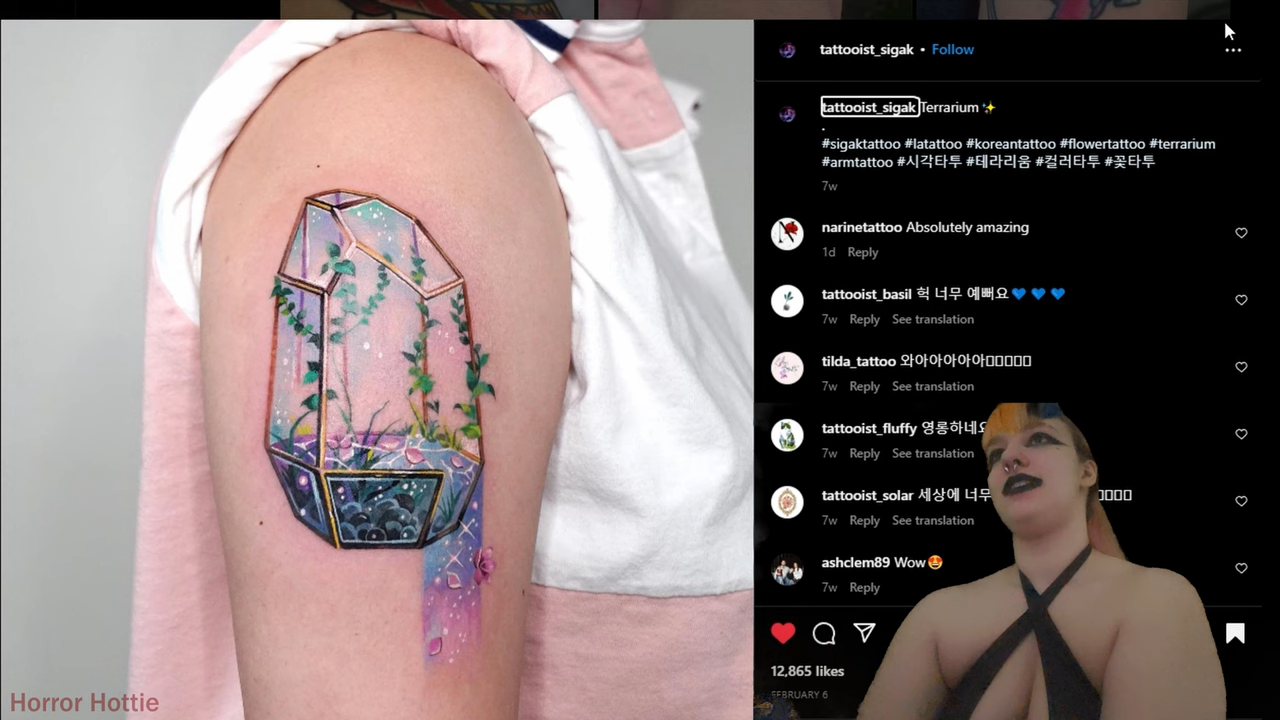 tattooist_sigak • Follow
tattooist_sigak Terrarium ✨
.
#sigaktattoo #latattoo #koreantattoo #flowertattoo #terrarium
#armtattoo #시각타투 #테라리움 #컬러타투 #꽃타투
7w
narinetattoo Absolutely amazing
1d Reply
tattooist_basil 헉 너무 예뻐요💙 💙 💙
7w Reply See translation
tilda_tattoo 와아아아아아▯▯▯▯▯
7w Reply See translation
tattooist_fluffy 영롱하네요
7w Reply See translation
tattooist_solar 세상에 너무
7w Reply See translation
ashclem89 Wow🤩
7w Reply
12,865 likes
FEBRUARY 6
Horror Hottie